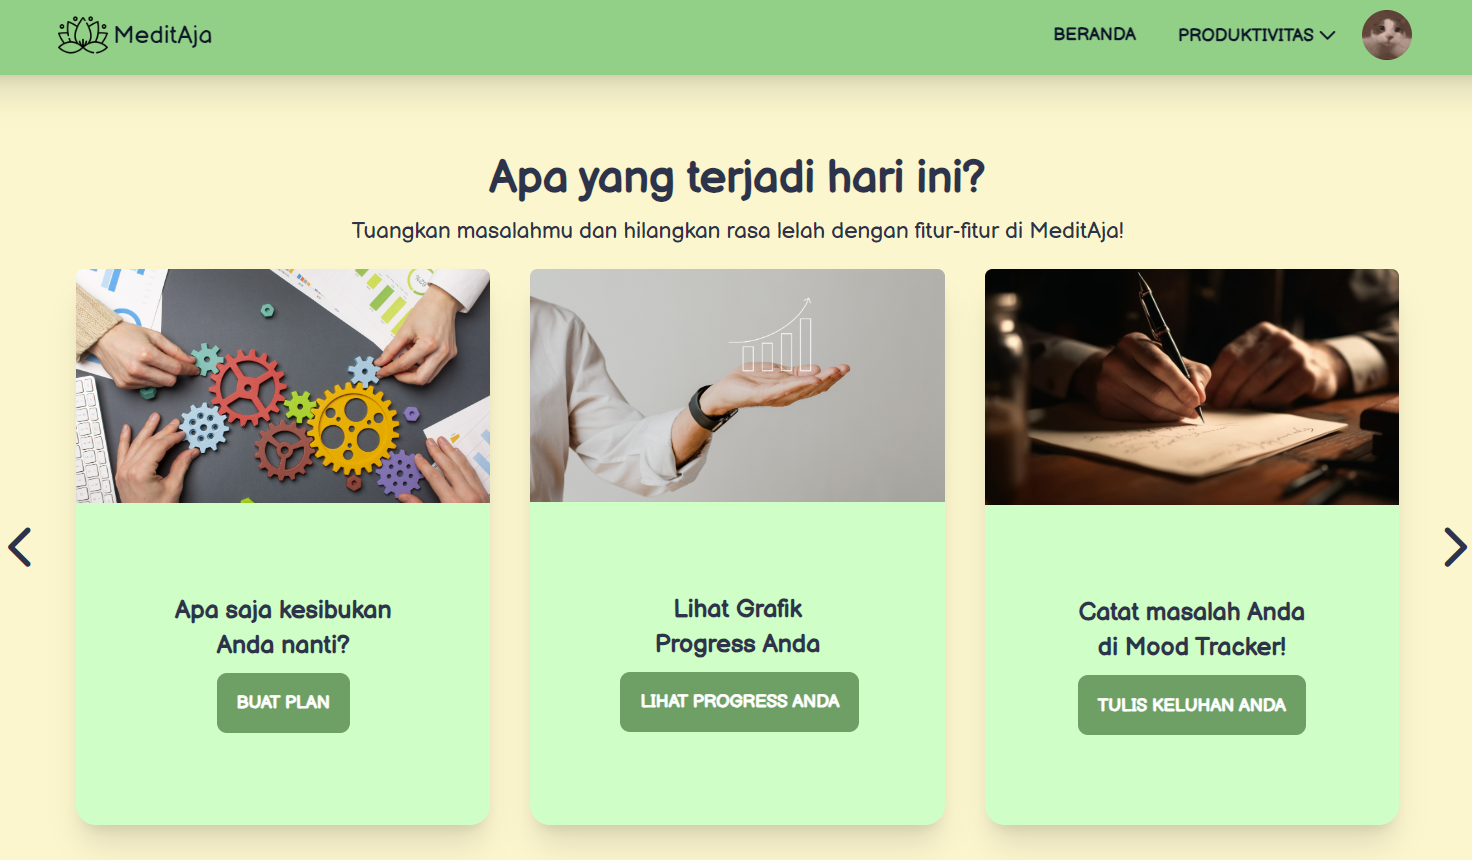 MeditAja
BERANDA
PRODUKTIVITAS
Apa yang terjadi hari ini?
Tuangkan masalahmu dan hilangkan rasa lelah dengan fitur-fitur di MeditAja!
Apa saja kesibukan
Anda nanti?
BUAT PLAN
Lihat Grafik
Progress Anda
LIHAT PROGRESS ANDA
Catat masalah Anda
di Mood Tracker!
TULIS KELUHAN ANDA